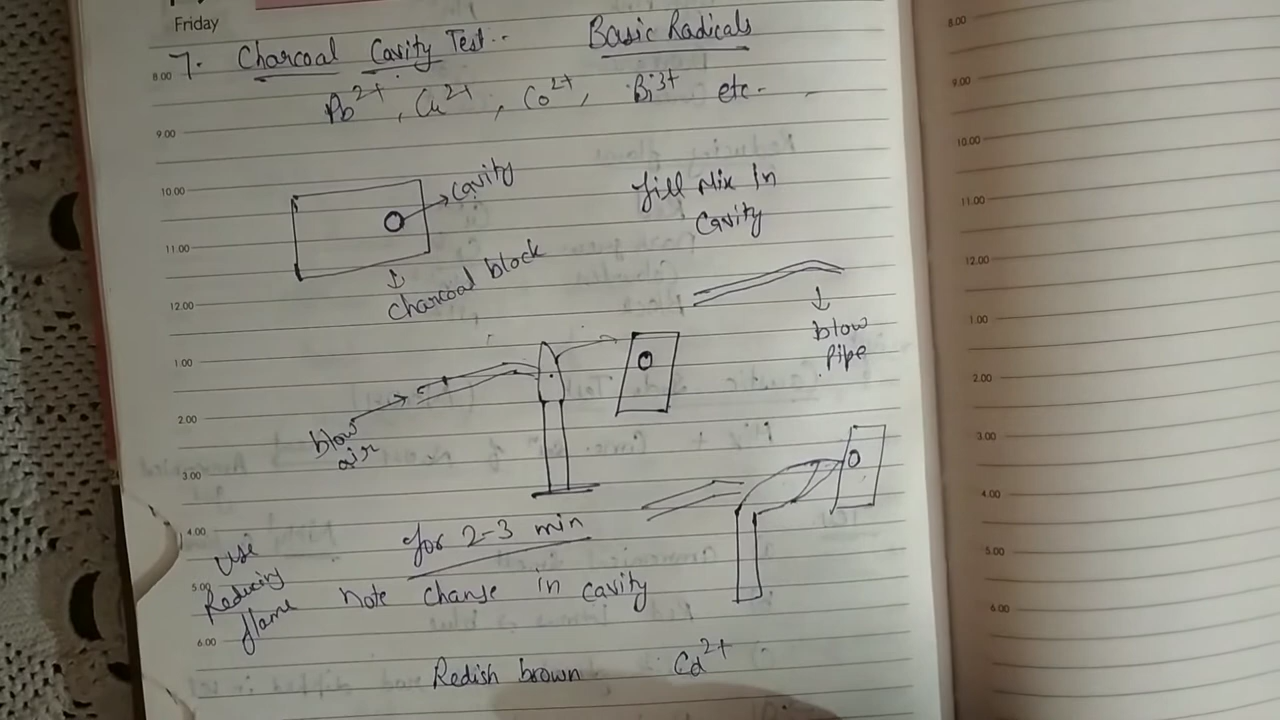 Friday
7. Charcoal Cavity Test.. Basic Radicals
Pb2+, Cu2+, Co2+, Bi3+ etc.
cavity
fill Mix In
Cavity
charcoal block
blow
Pipe
blow
air
for 2-3 min
Use
Reducing
flame
note change in cavity
Redish brown Cd2+
8.00
9.00
10.00
11.00
12.00
1.00
2.00
3.00
4.00
5.00
6.00
8.00
9.00
10.00
11.00
12.00
1.00
2.00
3.00
4.00
5.00
6.00